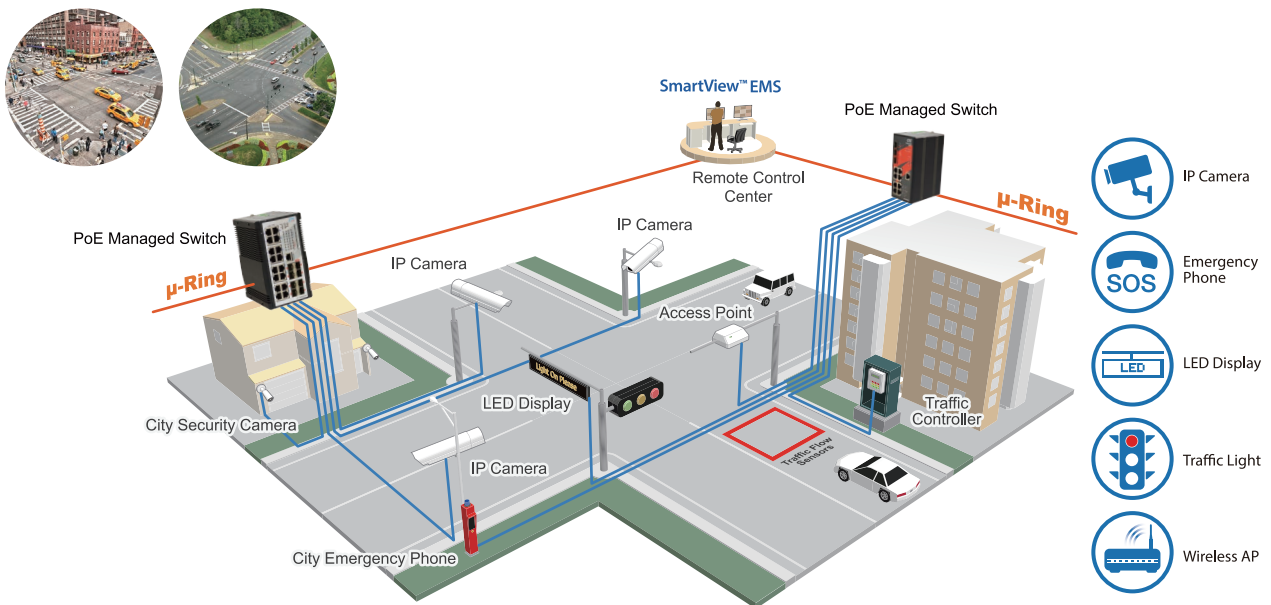 SmartView™ EMS
PoE Managed Switch
Remote Control
Center
IP Camera
µ-Ring
PoE Managed Switch
IP Camera
IP Camera
µ-Ring
Emergency
Phone
SOS
Access Point
LED Display
LED
Light On Please
LED Display
Traffic
Controller
City Security Camera
Traffic Flow
Sensors
IP Camera
Traffic Light
City Emergency Phone
Wireless AP